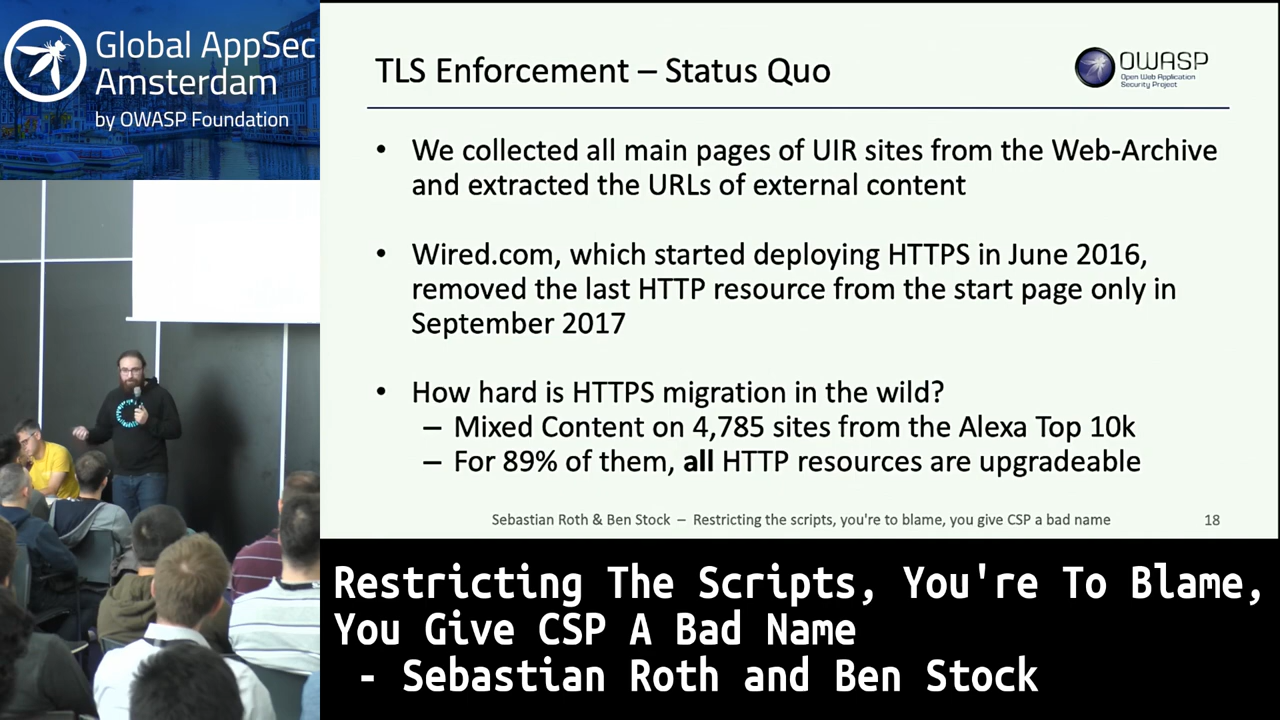 Global AppSec
Amsterdam
by OWASP Foundation
TLS Enforcement – Status Quo
OWASP
Open Web Application
Security Project
• We collected all main pages of UIR sites from the Web-Archive
and extracted the URLs of external content
• Wired.com, which started deploying HTTPS in June 2016,
removed the last HTTP resource from the start page only in
September 2017
• How hard is HTTPS migration in the wild?
– Mixed Content on 4,785 sites from the Alexa Top 10k
– For 89% of them, all HTTP resources are upgradeable
Sebastian Roth & Ben Stock – Restricting the scripts, you're to blame, you give CSP a bad name 18
Restricting The Scripts, You're To Blame,
You Give CSP A Bad Name
- Sebastian Roth and Ben Stock